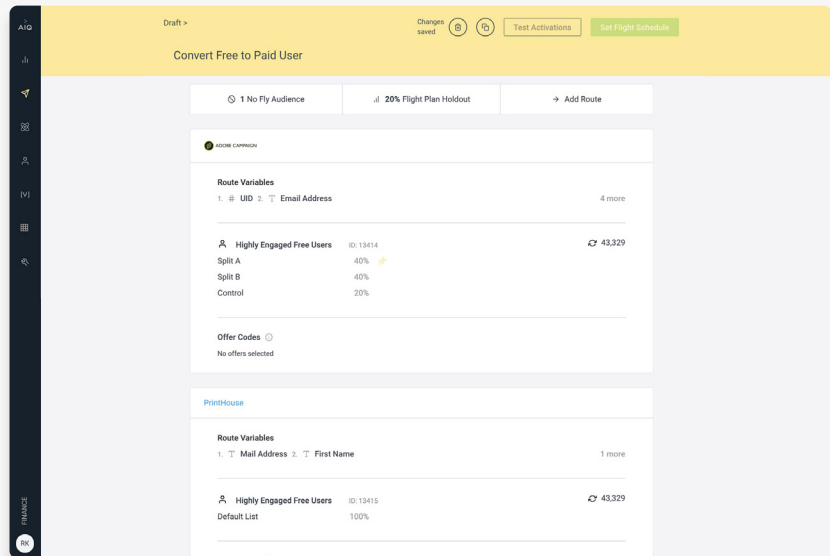 AIQ
Draft >
Changes saved
Test Activations
Set Flight Schedule
Convert Free to Paid User
1 No Fly Audience
20% Flight Plan Holdout
→ Add Route
ADOBE CAMPAIGN
Route Variables
1. # UID 2. T Email Address
4 more
Highly Engaged Free Users ID: 13414
43,329
Split A 40%
Split B 40%
Control 20%
Offer Codes
No offers selected
PrintHouse
Route Variables
1. T Mail Address 2. T First Name
1 more
Highly Engaged Free Users ID: 13415
43,329
Default List 100%
[V]
FINANCE
RK